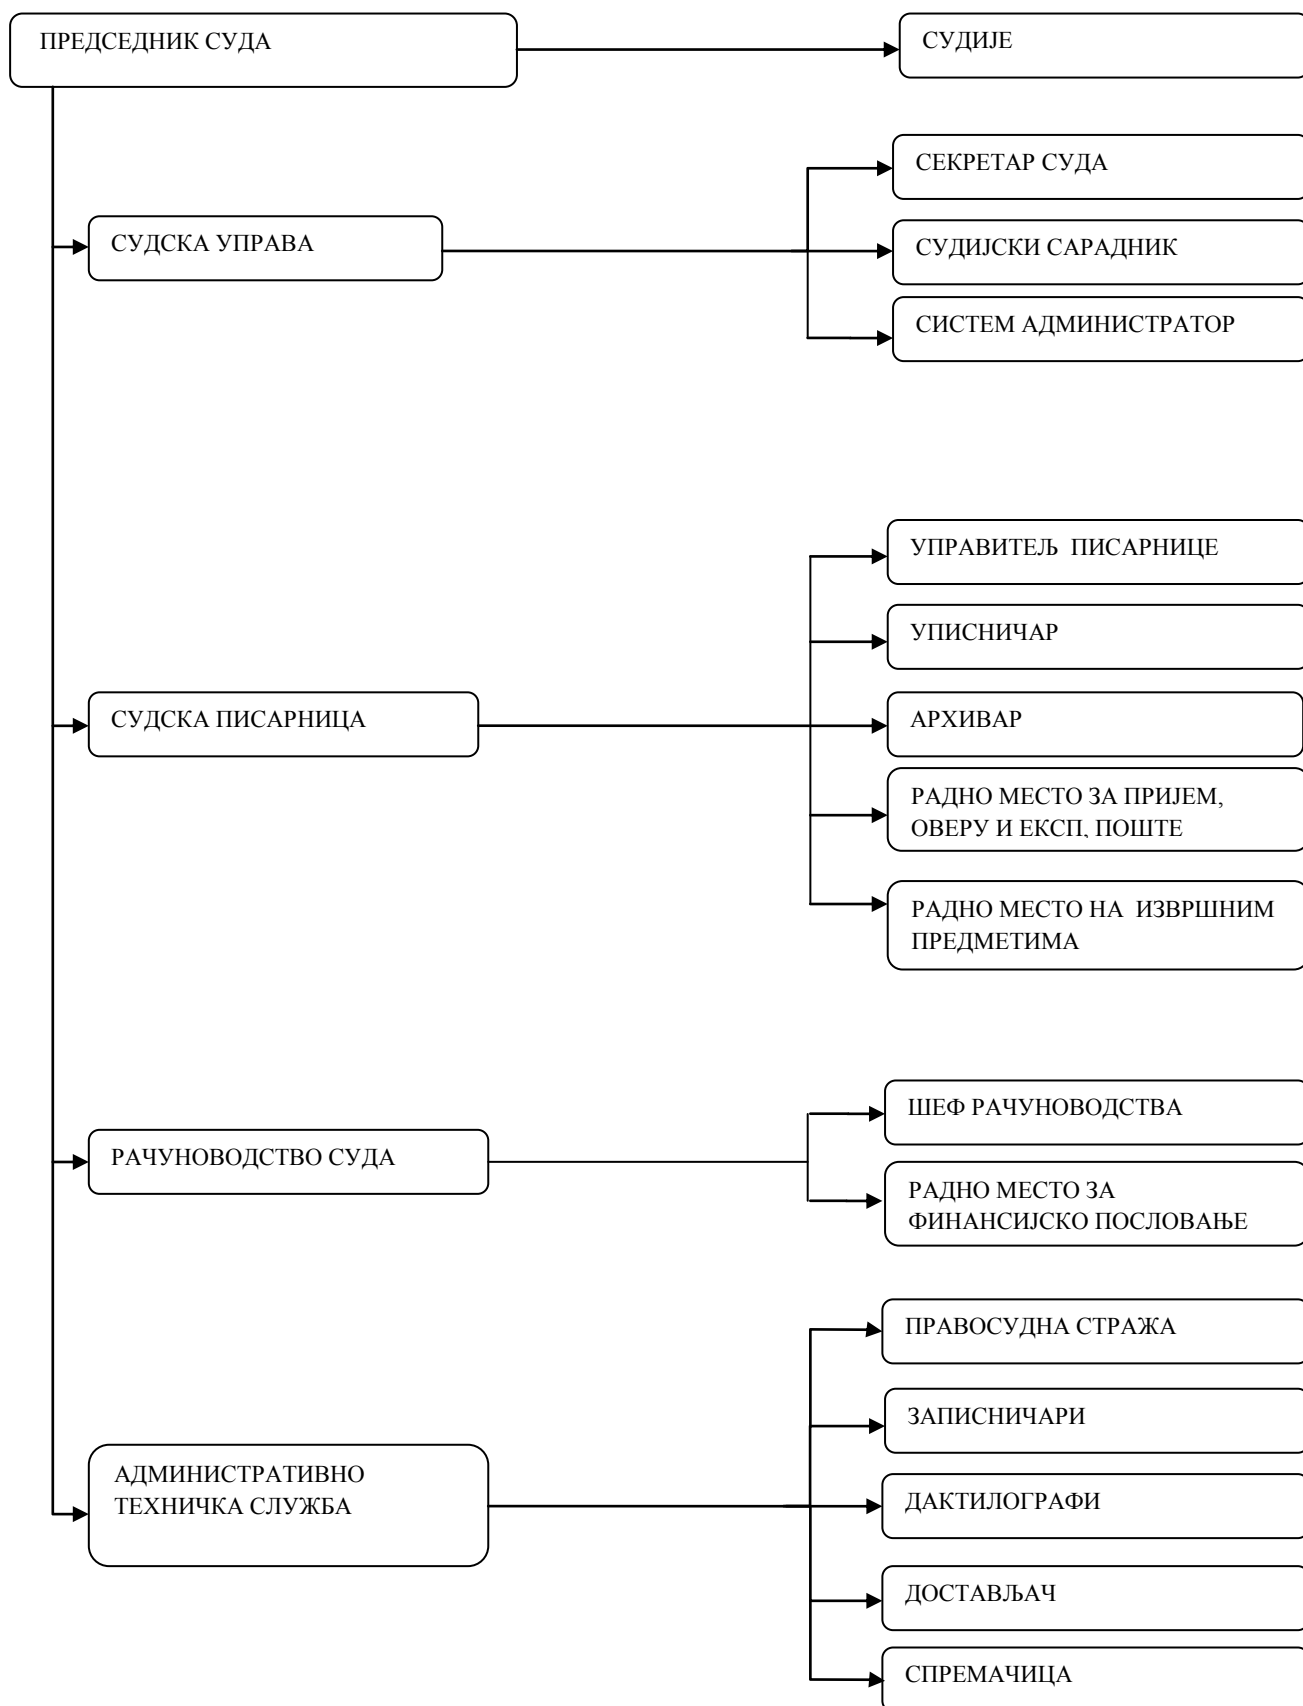 ПРЕДСЕДНИК СУДА
СУДИЈЕ
СЕКРЕТАР СУДА
СУДСКА УПРАВА
СУДИЈСКИ САРАДНИК
СИСТЕМ АДМИНИСТРАТОР
УПРАВИТЕЉ ПИСАРНИЦЕ
УПИСНИЧАР
СУДСКА ПИСАРНИЦА
АРХИВАР
РАДНО МЕСТО ЗА ПРИЈЕМ,
ОВЕРУ И ЕКСП, ПОШТЕ
РАДНО МЕСТО НА ИЗВРШНИМ
ПРЕДМЕТИМА
ШЕФ РАЧУНОВОДСТВА
РАЧУНОВОДСТВО СУДА
РАДНО МЕСТО ЗА
ФИНАНСИЈСКО ПОСЛОВАЊЕ
ПРАВОСУДНА СТРАЖА
ЗАПИСНИЧАРИ
АДМИНИСТРАТИВНО
ТЕХНИЧКА СЛУЖБА
ДАКТИЛОГРАФИ
ДОСТАВЉАЧ
СПРЕМАЧИЦА